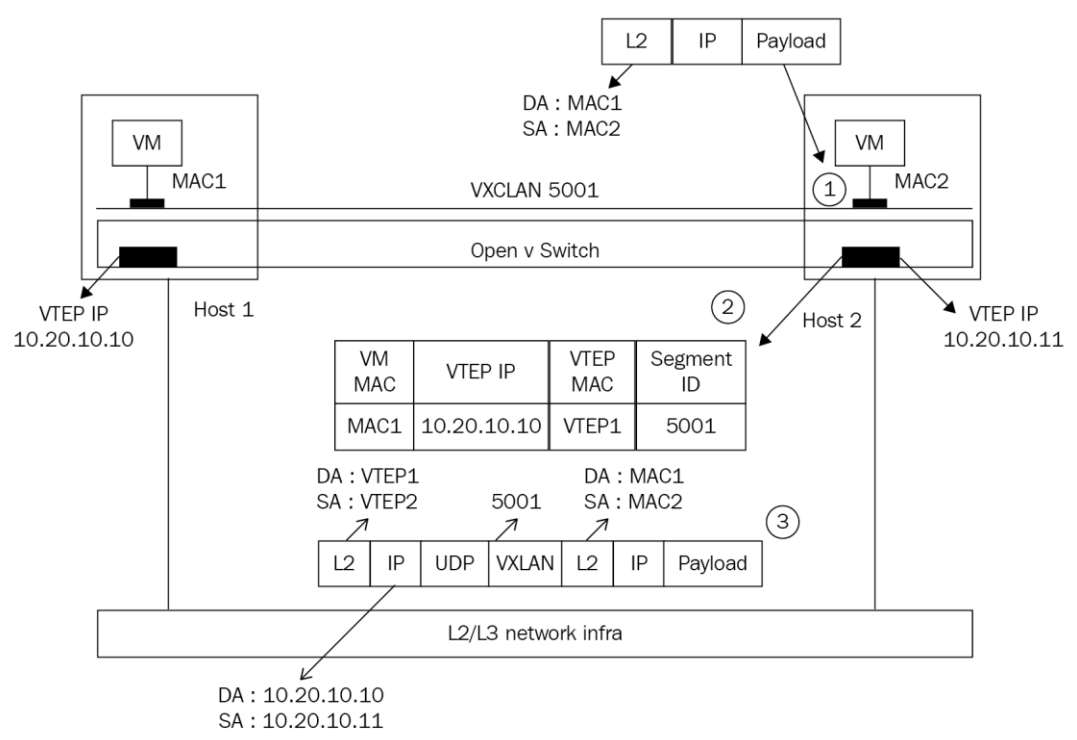 L2 IP Payload
DA : MAC1
SA : MAC2
VM
MAC1
VXCLAN 5001
1
VM
MAC2
Open v Switch
VTEP IP
10.20.10.10
Host 1
2
Host 2
VTEP IP
10.20.10.11
VM MAC
VTEP IP
VTEP MAC
Segment ID
MAC1 10.20.10.10 VTEP1 5001
DA : VTEP1
SA : VTEP2
5001
DA : MAC1
SA : MAC2
3
L2 IP UDP VXLAN L2 IP Payload
L2/L3 network infra
DA : 10.20.10.10
SA : 10.20.10.11